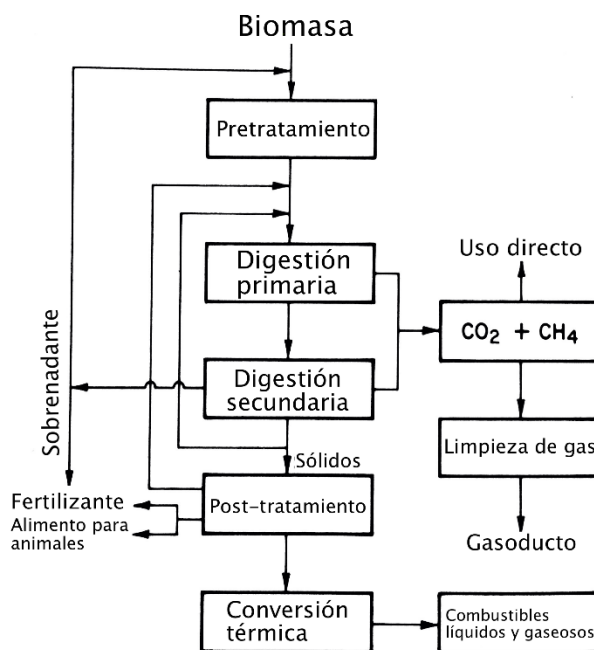 Biomasa
Pretratamiento
Digestión
primaria
Uso directo
CO2 + CH4
Digestión
secundaria
Sobrenadante
Limpieza de gas
Sólidos
Post-tratamiento
Fertilizante
Alimento para
animales
Gasoducto
Conversión
térmica
Combustibles
líquidos y gaseosos